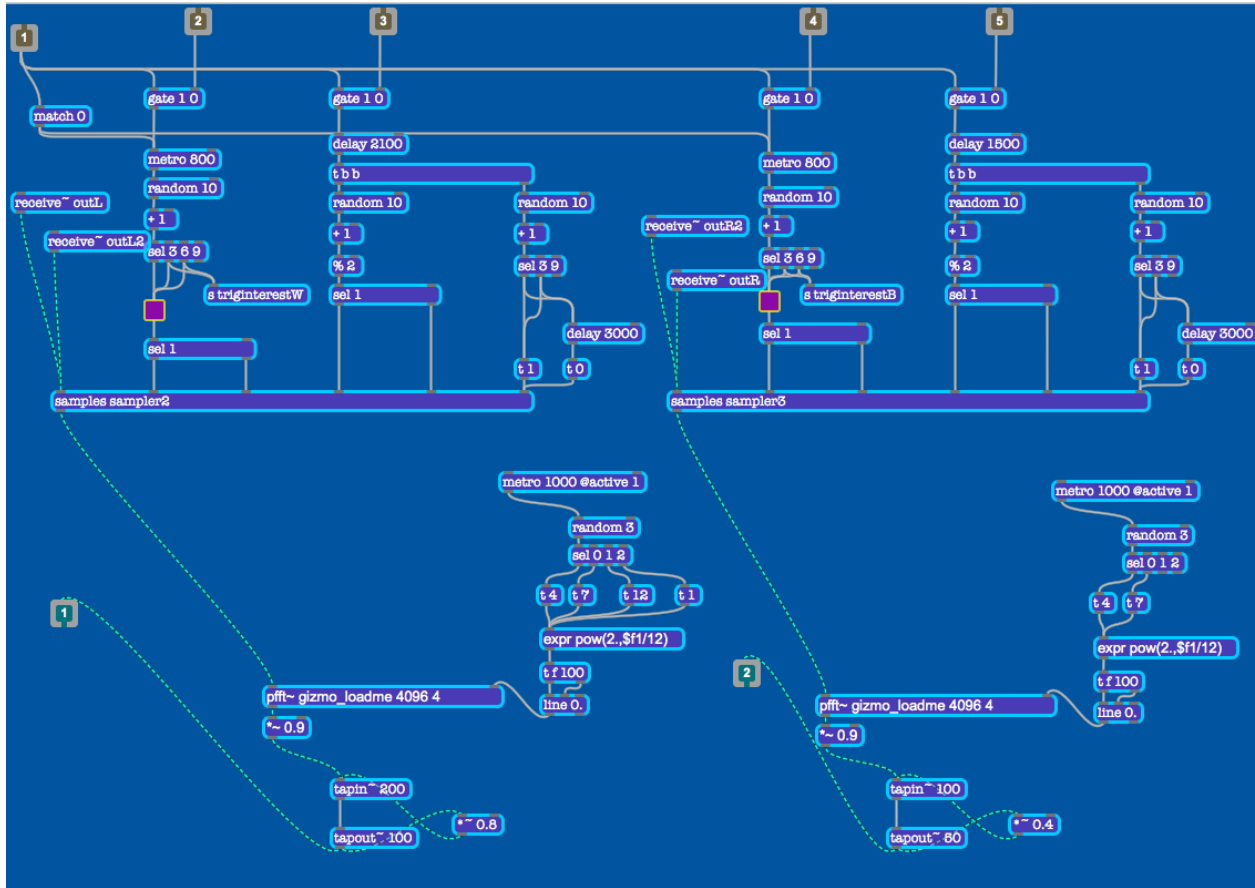 1
2
3
4
5
gate 1 0
gate 1 0
gate 1 0
gate 1 0
match 0
delay 2100
delay 1500
metro 800
metro 800
t b b
t b b
random 10
random 10
receive~ outL
random 10
random 10
random 10
random 10
+ 1
receive~ outR2
+ 1
receive~ outL2
+ 1
+ 1
+ 1
+ 1
sel 3 6 9
sel 3 6 9
% 2
sel 3 9
% 2
sel 3 9
receive~ outR
s triginterestW
sel 1
s triginterestB
sel 1
delay 3000
sel 1
delay 3000
sel 1
t 1
t 0
t 1
t 0
samples sampler2
samples sampler3
metro 1000 @active 1
metro 1000 @active 1
random 3
random 3
sel 0 1 2
sel 0 1 2
t 4
t 7
t 12
t 1
t 4
t 7
1
expr pow(2.,$f1/12)
expr pow(2.,$f1/12)
t f 100
2
t f 100
pfft~ gizmo_loadme 4096 4
line 0.
pfft~ gizmo_loadme 4096 4
line 0.
*~ 0.9
*~ 0.9
tapin~ 200
tapin~ 100
*~ 0.8
*~ 0.4
tapout~ 100
tapout~ 50